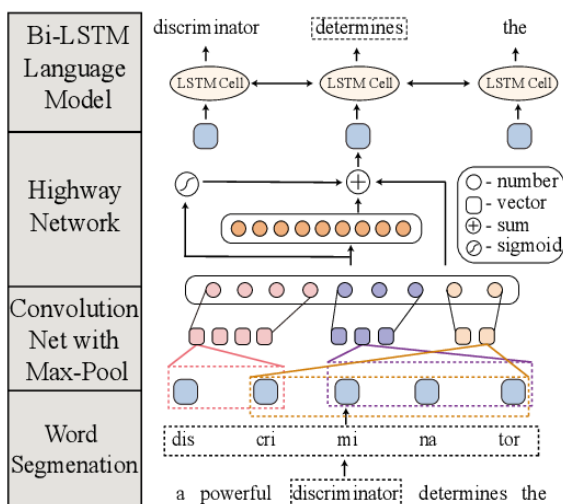 Bi-LSTM
Language
Model
discriminator determines the
LSTM Cell LSTM Cell LSTM Cell
Highway
Network
- number
- vector
- sum
- sigmoid
Convolution
Net with
Max-Pool
Word
Segmenation
dis cri mi na tor
a powerful discriminator determines the